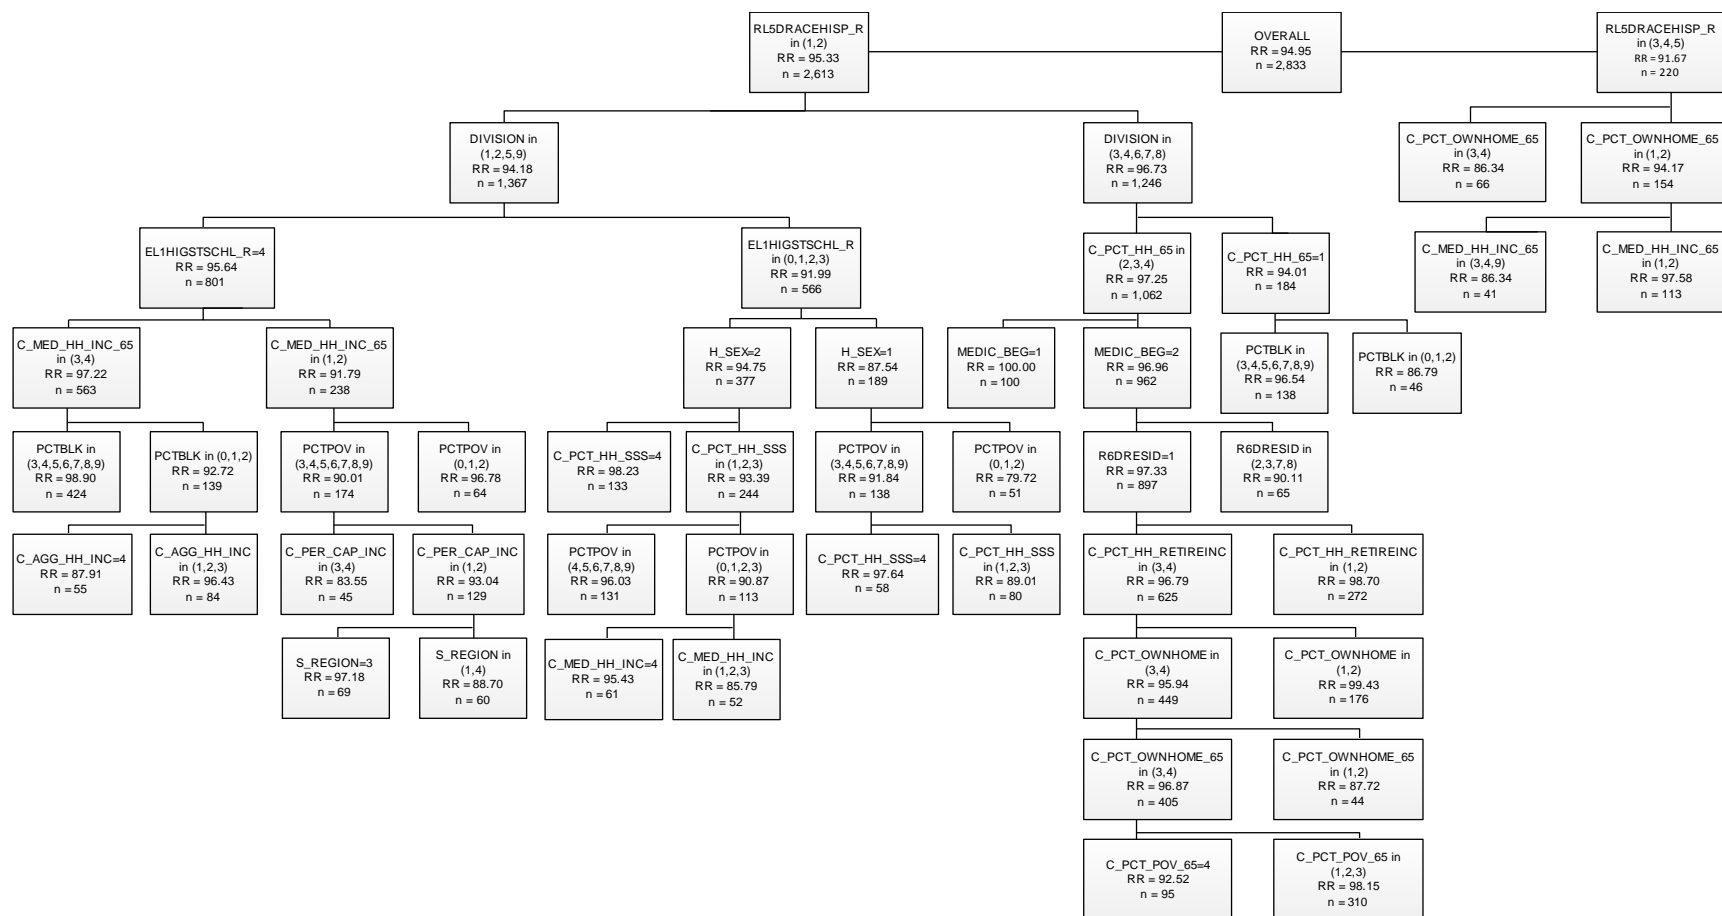 RL5DRACEHISP_R
in (1,2)
RR = 95.33
n = 2,613
OVERALL
RR = 94.95
n = 2,833
RL5DRACEHISP_R
in (3,4,5)
RR = 91.67
n = 220
DIVISION in
(1,2,5,9)
RR = 94.18
n = 1,367
DIVISION in
(3,4,6,7,8)
RR = 96.73
n = 1,246
C_PCT_OWNHOME_65
in (3,4)
RR = 86.34
n = 66
C_PCT_OWNHOME_65
in (1,2)
RR = 94.17
n = 154
EL1HIGSTSCHL_R=4
RR = 95.64
n = 801
EL1HIGSTSCHL_R
in (0,1,2,3)
RR = 91.99
n = 566
C_PCT_HH_65 in
(2,3,4)
RR = 97.25
n = 1,062
C_PCT_HH_65=1
RR = 94.01
n = 184
C_MED_HH_INC_65
in (3,4,9)
RR = 86.34
n = 41
C_MED_HH_INC_65
in (1,2)
RR = 97.58
n = 113
C_MED_HH_INC_65
in (3,4)
RR = 97.22
n = 563
C_MED_HH_INC_65
in (1,2)
RR = 91.79
n = 238
H_SEX=2
RR = 94.75
n = 377
H_SEX=1
RR = 87.54
n = 189
MEDIC_BEG=1
RR = 100.00
n = 100
MEDIC_BEG=2
RR = 96.96
n = 962
PCTBLK in
(3,4,5,6,7,8,9)
RR = 96.54
n = 138
PCTBLK in (0,1,2)
RR = 86.79
n = 46
PCTBLK in
(3,4,5,6,7,8,9)
RR = 98.90
n = 424
PCTBLK in (0,1,2)
RR = 92.72
n = 139
PCTPOV in
(3,4,5,6,7,8,9)
RR = 90.01
n = 174
PCTPOV in
(0,1,2)
RR = 96.78
n = 64
C_PCT_HH_SSS=4
RR = 98.23
n = 133
C_PCT_HH_SSS
in (1,2,3)
RR = 93.39
n = 244
PCTPOV in
(3,4,5,6,7,8,9)
RR = 91.84
n = 138
PCTPOV in
(0,1,2)
RR = 79.72
n = 51
R6DRESID=1
RR = 97.33
n = 897
R6DRESID in
(2,3,7,8)
RR = 90.11
n = 65
C_AGG_HH_INC=4
RR = 87.91
n = 55
C_AGG_HH_INC
in (1,2,3)
RR = 96.43
n = 84
C_PER_CAP_INC
in (3,4)
RR = 83.55
n = 45
C_PER_CAP_INC
in (1,2)
RR = 93.04
n = 129
PCTPOV in
(4,5,6,7,8,9)
RR = 96.03
n = 131
PCTPOV in
(0,1,2,3)
RR = 90.87
n = 113
C_PCT_HH_SSS=4
RR = 97.64
n = 58
C_PCT_HH_SSS
in (1,2,3)
RR = 89.01
n = 80
C_PCT_HH_RETIREINC
in (3,4)
RR = 96.79
n = 625
C_PCT_HH_RETIREINC
in (1,2)
RR = 98.70
n = 272
S_REGION=3
RR = 97.18
n = 69
S_REGION in
(1,4)
RR = 88.70
n = 60
C_MED_HH_INC=4
RR = 95.43
n = 61
C_MED_HH_INC
in (1,2,3)
RR = 85.79
n = 52
C_PCT_OWNHOME in
(3,4)
RR = 95.94
n = 449
C_PCT_OWNHOME in
(1,2)
RR = 99.43
n = 176
C_PCT_OWNHOME_65
in (3,4)
RR = 96.87
n = 405
C_PCT_OWNHOME_65
in (1,2)
RR = 87.72
n = 44
C_PCT_POV_65=4
RR = 92.52
n = 95
C_PCT_POV_65 in
(1,2,3)
RR = 98.15
n = 310